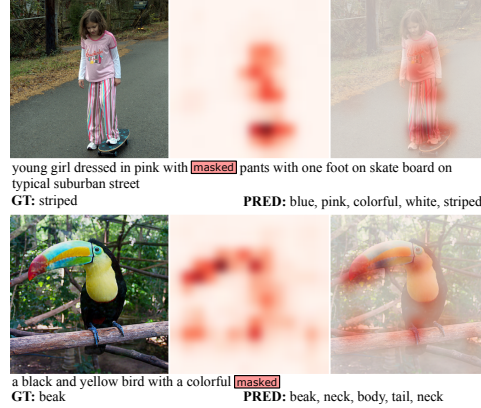 young girl dressed in pink with masked pants with one foot on skate board on
typical suburban street
GT: striped PRED: blue, pink, colorful, white, striped
a black and yellow bird with a colorful masked
GT: beak PRED: beak, neck, body, tail, neck